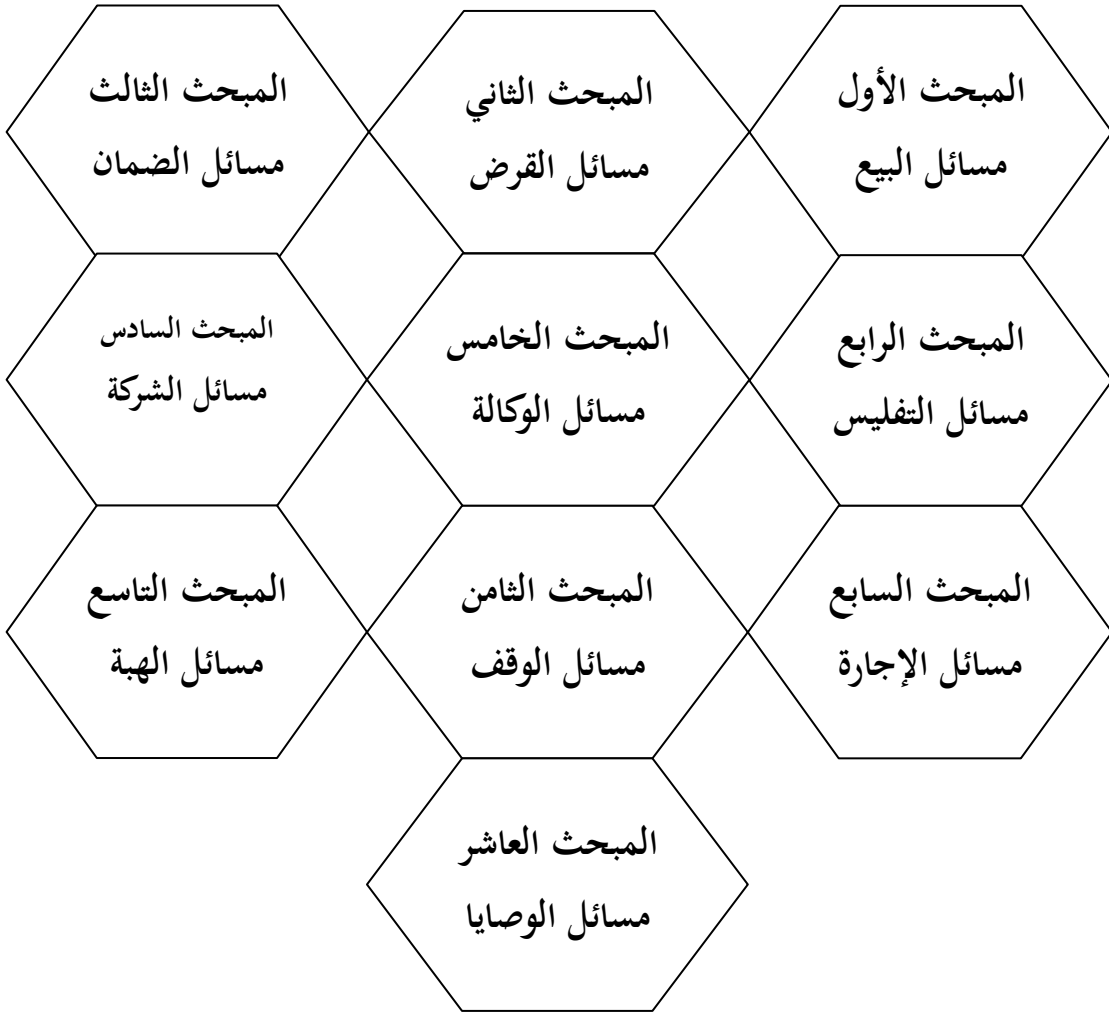 المبحث الأول
مسائل البيع
المبحث الثاني
مسائل القرض
المبحث الثالث
مسائل الضمان
المبحث الرابع
مسائل التفليس
المبحث الخامس
مسائل الوكالة
المبحث السادس
مسائل الشركة
المبحث السابع
مسائل الإجارة
المبحث الثامن
مسائل الوقف
المبحث التاسع
مسائل الهبة
المبحث العاشر
مسائل الوصايا